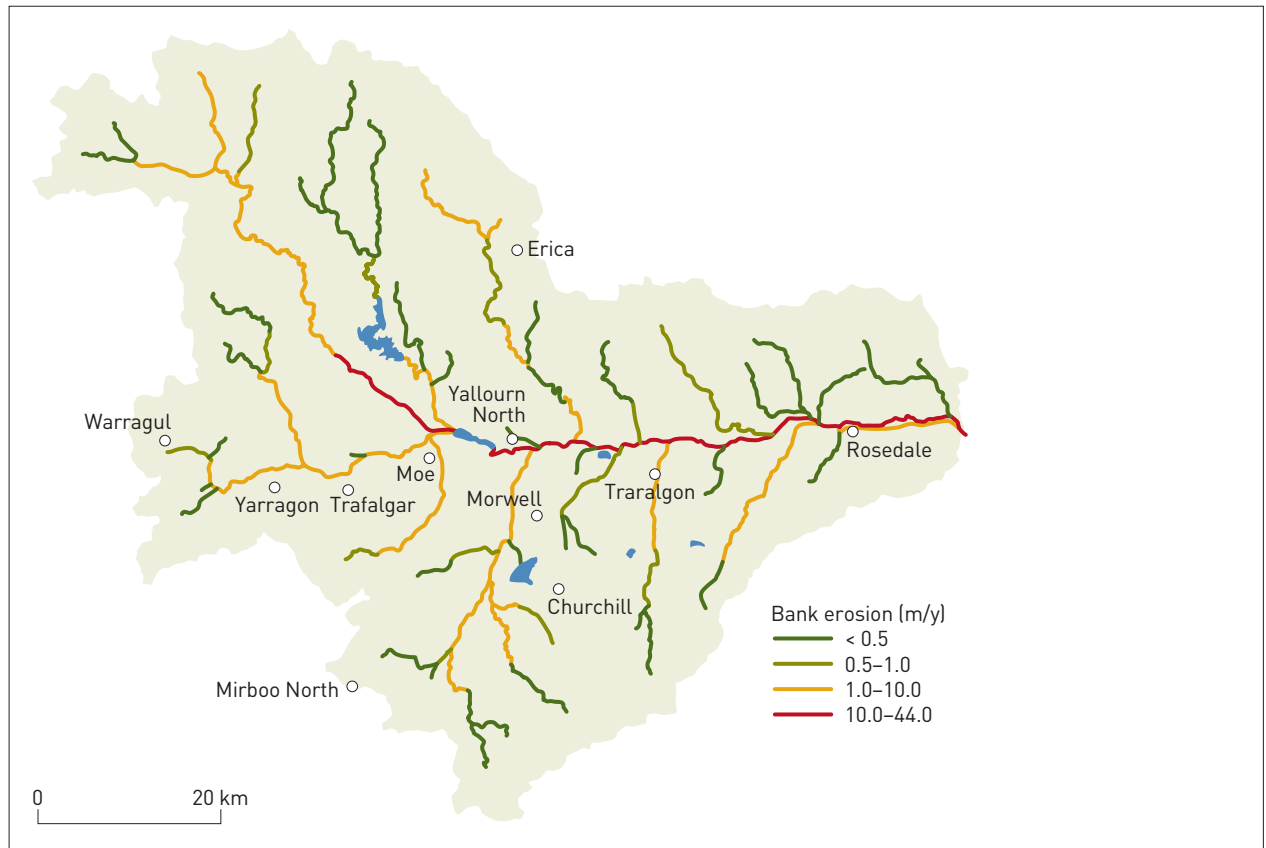 Erica
Yallourn
North
Warragul
Moe
Rosedale
Yarragon
Trafalgar
Morwell
Traralgon
Churchill
Mirboo North
Bank erosion (m/y)
< 0.5
0.5–1.0
1.0–10.0
10.0–44.0
0 20 km